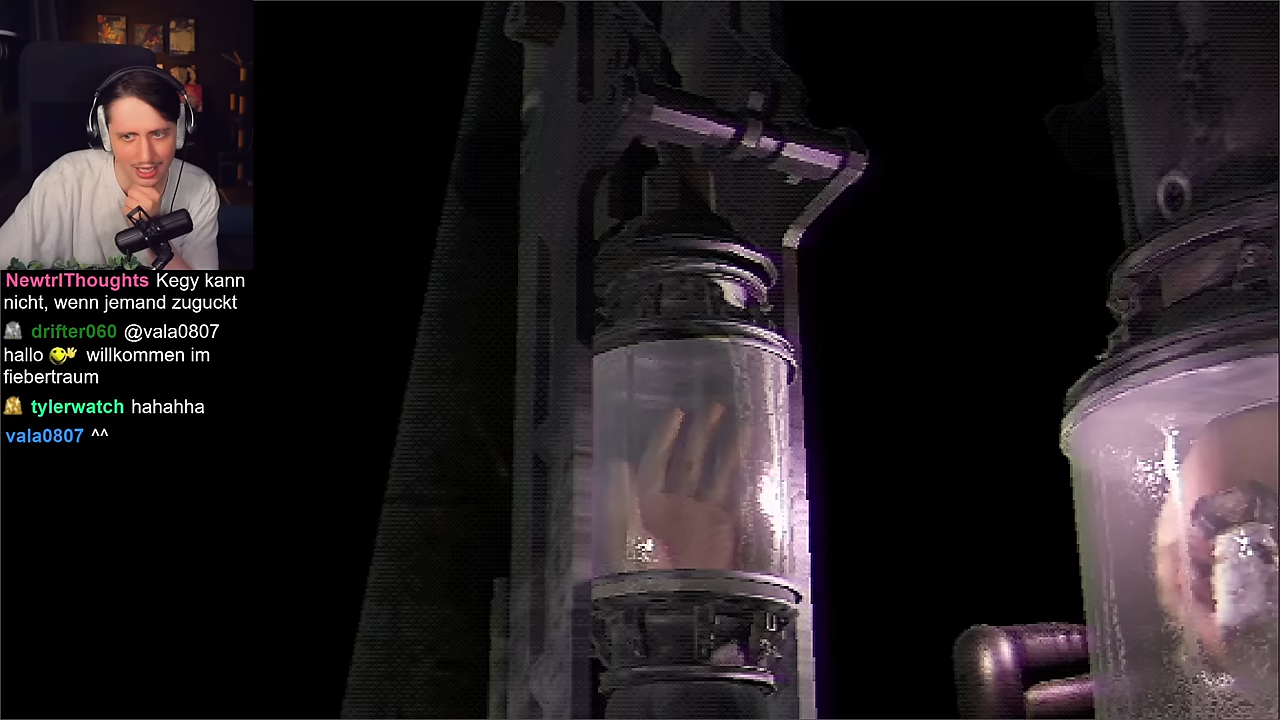 NewtrlThoughts Kegy kann
nicht, wenn jemand zuguckt
drifter060 @vala0807
hallo willkommen im
fiebertraum
tylerwatch hahahha
vala0807 ^^